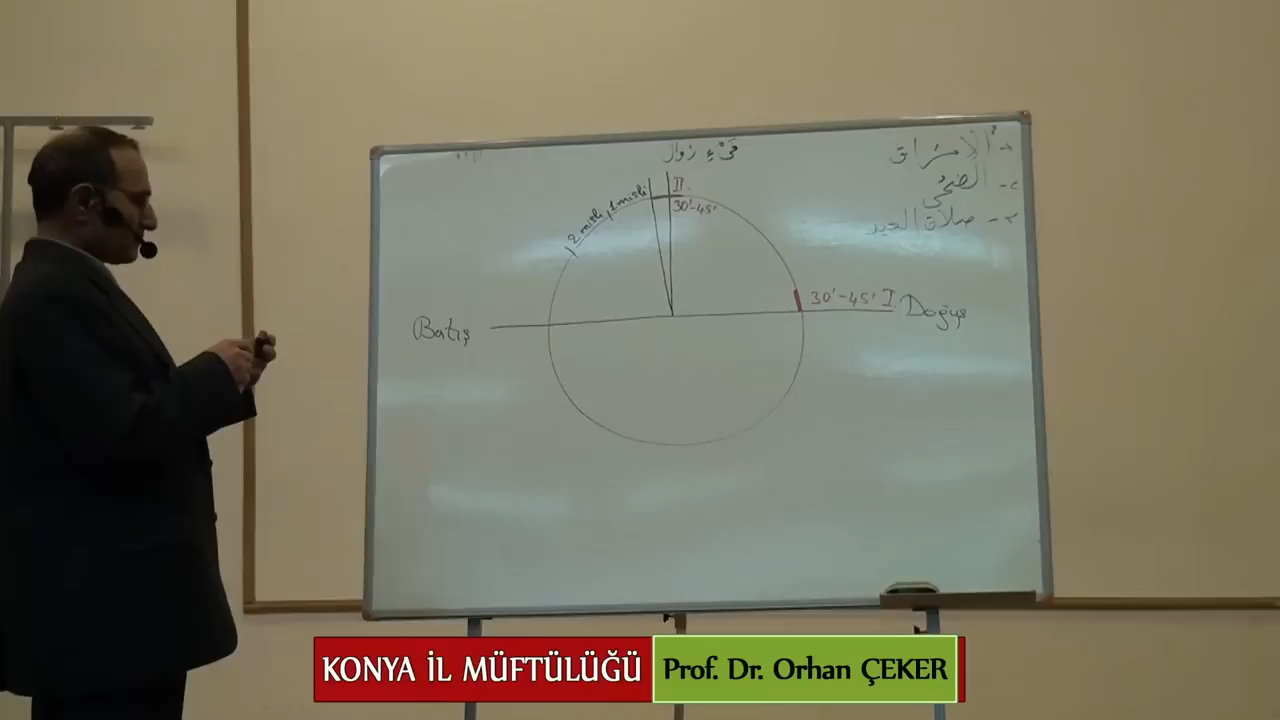 فَيْءِ زوال
١- الإشراق
٢- الضحى
٣- صلاة العيد
II
30'-45'
2 misli, 1 misli
30'-45' I
Doğuş
Batış
KONYA İL MÜFTÜLÜĞÜ
Prof. Dr. Orhan ÇEKER